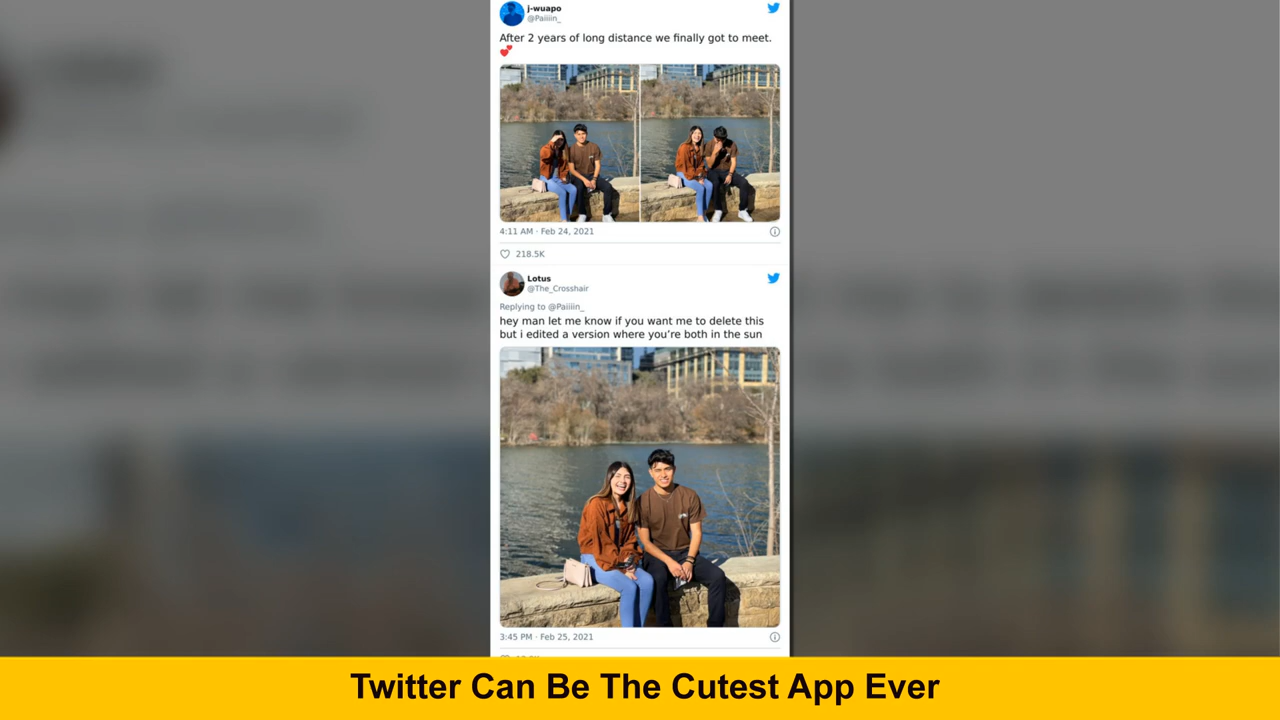 j-wuapo
@Paiiiin_
After 2 years of long distance we finally got to meet.
💕
4:11 AM · Feb 24, 2021
218.5K
Lotus
@The_Crosshair
Replying to @Paiiiin_
hey man let me know if you want me to delete this
but i edited a version where you’re both in the sun
3:45 PM · Feb 25, 2021
Twitter Can Be The Cutest App Ever